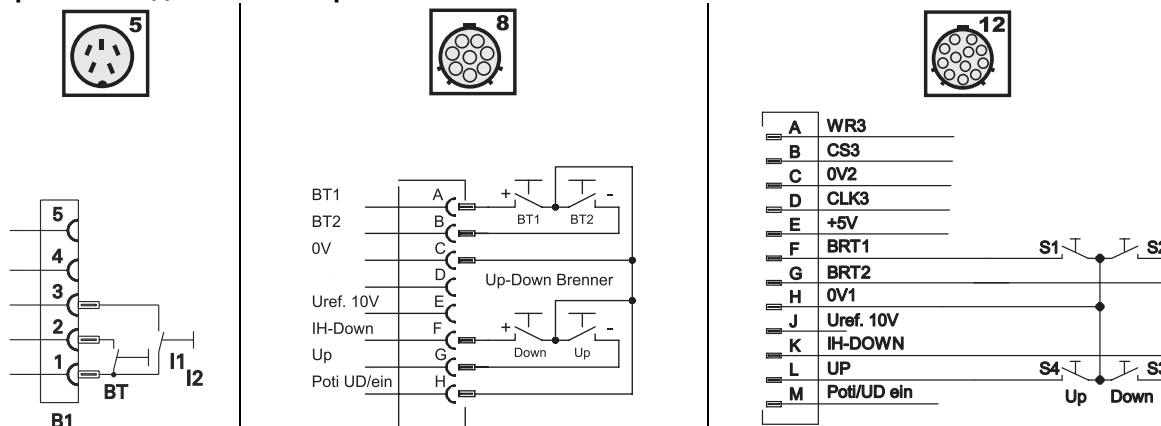 5
5
4
3
2
1
BT
I1
I2
B1
8
BT1
BT2
0V
Uref. 10V
IH-Down
Up
Poti UD/ein
A
B
C
D
E
F
G
H
+
-
BT1
BT2
Up-Down Brenner
+
-
Down
Up
12
A WR3
B CS3
C 0V2
D CLK3
E +5V
F BRT1
G BRT2
H 0V1
J Uref. 10V
K IH-DOWN
L UP
M Poti/UD ein
S1
S2
S4
S3
Up
Down